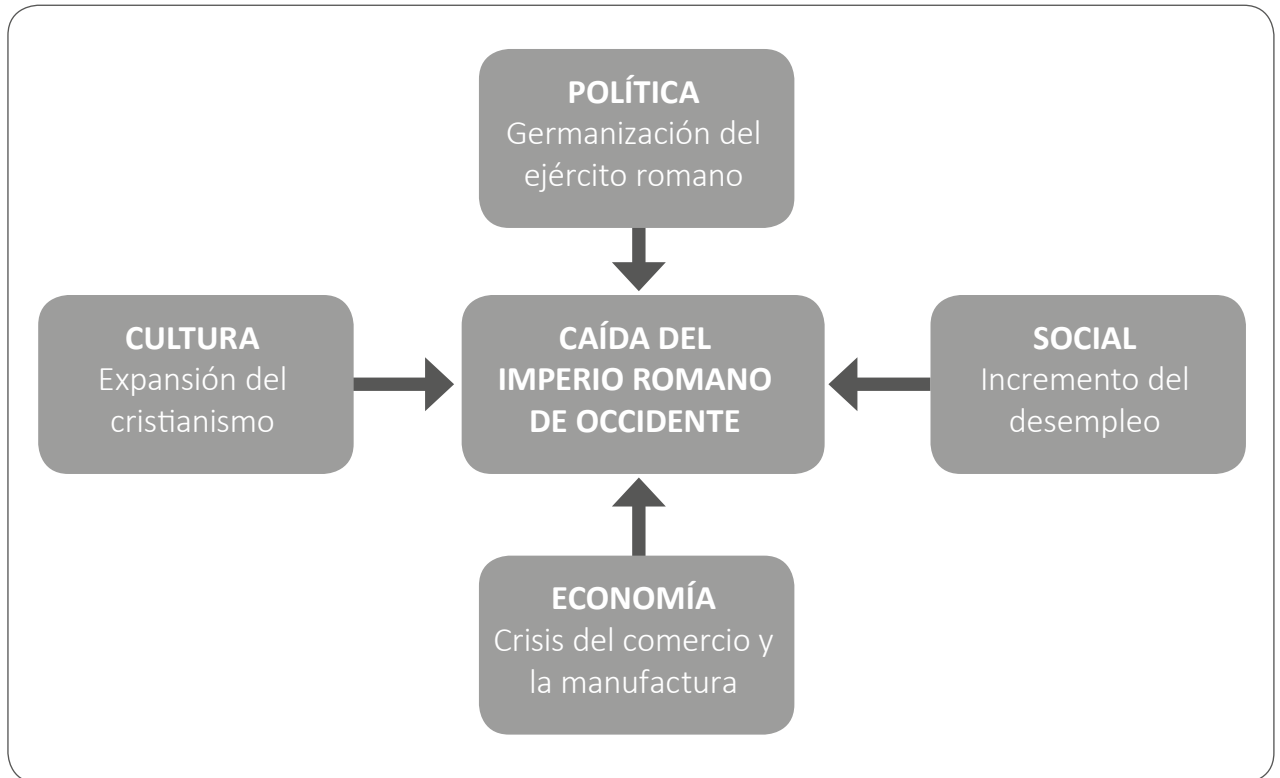 POLÍTICA
Germanización del
ejército romano
CULTURA
Expansión del
cristianismo
CAÍDA DEL
IMPERIO ROMANO
DE OCCIDENTE
SOCIAL
Incremento del
desempleo
ECONOMÍA
Crisis del comercio y
la manufactura